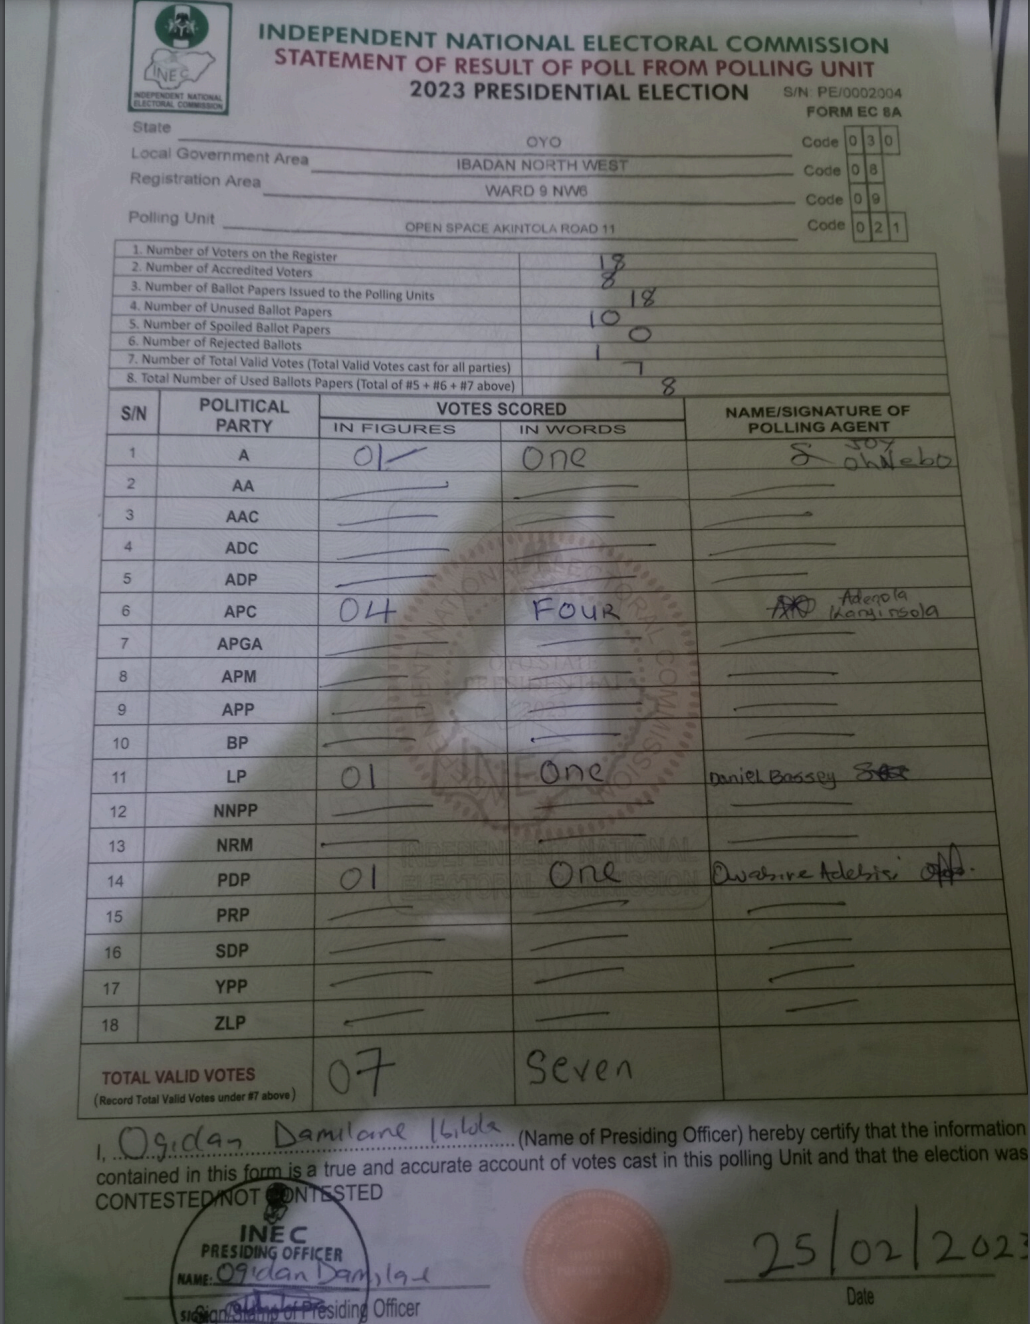 INEC
INDEPENDENT NATIONAL
ELECTORAL COMMISSION
INDEPENDENT NATIONAL ELECTORAL COMMISSION
STATEMENT OF RESULT OF POLL FROM POLLING UNIT
2023 PRESIDENTIAL ELECTION S/N: PE/0002004
FORM EC 8A
State OYO Code 0 3 0
Local Government Area IBADAN NORTH WEST Code 0 8
Registration Area WARD 9 NW6 Code 0 9
Polling Unit OPEN SPACE AKINTOLA ROAD 11 Code 0 2 1
1. Number of Voters on the Register 18
2. Number of Accredited Voters 8
3. Number of Ballot Papers Issued to the Polling Units 18
4. Number of Unused Ballot Papers 10
5. Number of Spoiled Ballot Papers 0
6. Number of Rejected Ballots 1
7. Number of Total Valid Votes (Total Valid Votes cast for all parties) 7
8. Total Number of Used Ballots Papers (Total of #5 + #6 + #7 above) 8
S/N POLITICAL PARTY VOTES SCORED NAME/SIGNATURE OF POLLING AGENT
IN FIGURES IN WORDS
1 A 01 One JOY
2 AA
3 AAC
4 ADC
5 ADP
6 APC 04 FOUR
7 APGA
8 APM
9 APP
10 BP
11 LP 01 One Daniel Bassey
12 NNPP
13 NRM
14 PDP 01 One
15 PRP
16 SDP
17 YPP
18 ZLP
TOTAL VALID VOTES 07 Seven
(Record Total Valid Votes under #7 above)
I, Ogidan (Name of Presiding Officer) hereby certify that the information
contained in this form is a true and accurate account of votes cast in this polling Unit and that the election was
CONTESTED/NOT CONTESTED
INEC
PRESIDING OFFICER
NAME: Ogidan
25/02/2023
Sign/Stamp of Presiding Officer
Date